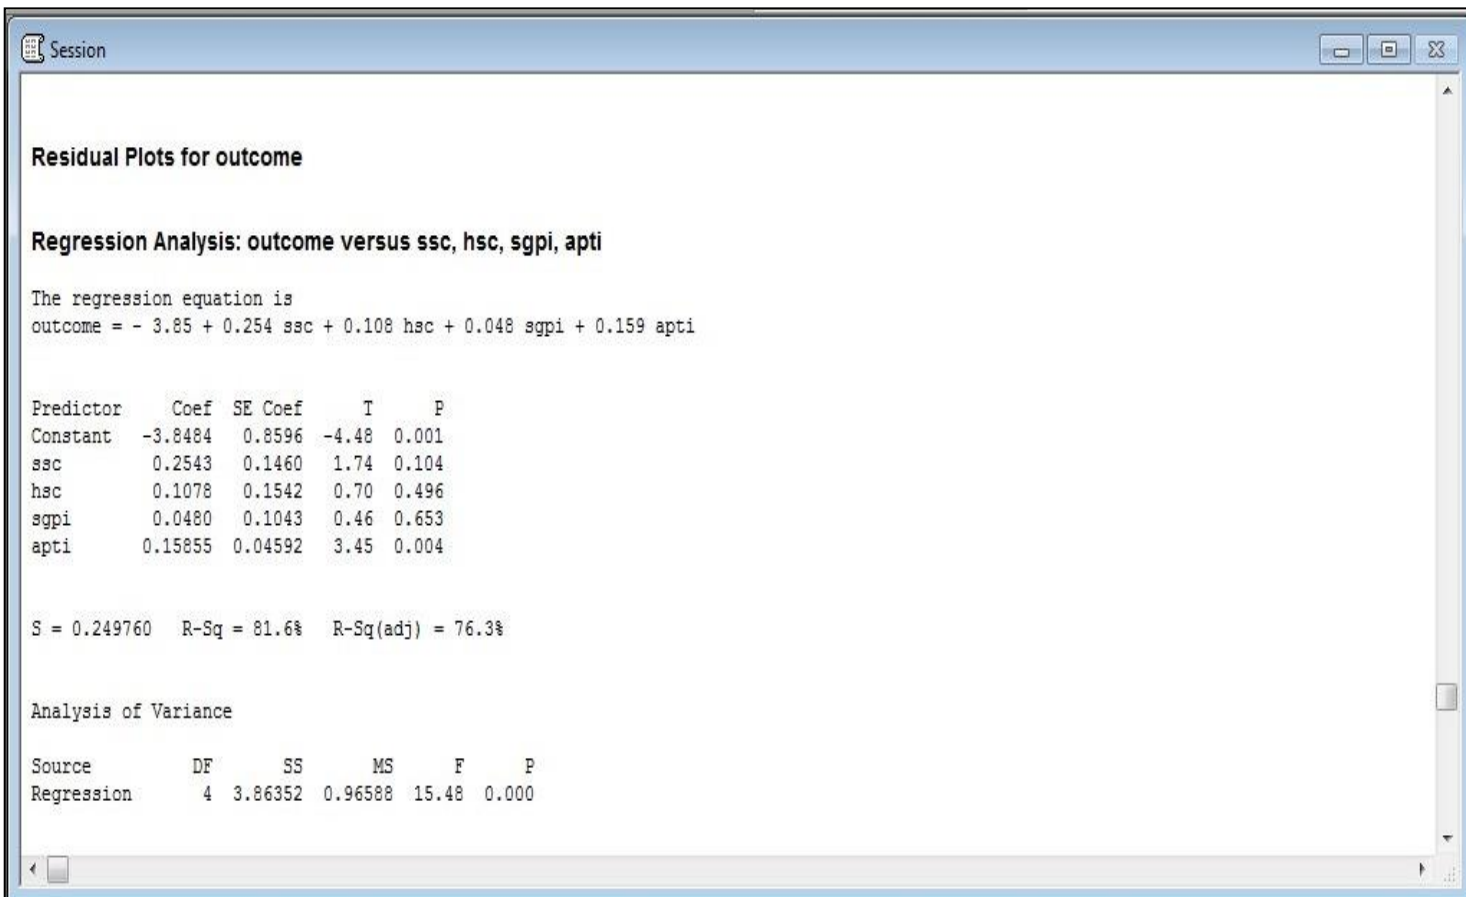 Session
Residual Plots for outcome
Regression Analysis: outcome versus ssc, hsc, sgpi, apti
The regression equation is
outcome = - 3.85 + 0.254 ssc + 0.108 hsc + 0.048 sgpi + 0.159 apti
Predictor Coef SE Coef T P
Constant -3.8484 0.8596 -4.48 0.001
ssc 0.2543 0.1460 1.74 0.104
hsc 0.1078 0.1542 0.70 0.496
sgpi 0.0480 0.1043 0.46 0.653
apti 0.15855 0.04592 3.45 0.004
S = 0.249760 R-Sq = 81.6% R-Sq(adj) = 76.3%
Analysis of Variance
Source DF SS MS F P
Regression 4 3.86352 0.96588 15.48 0.000